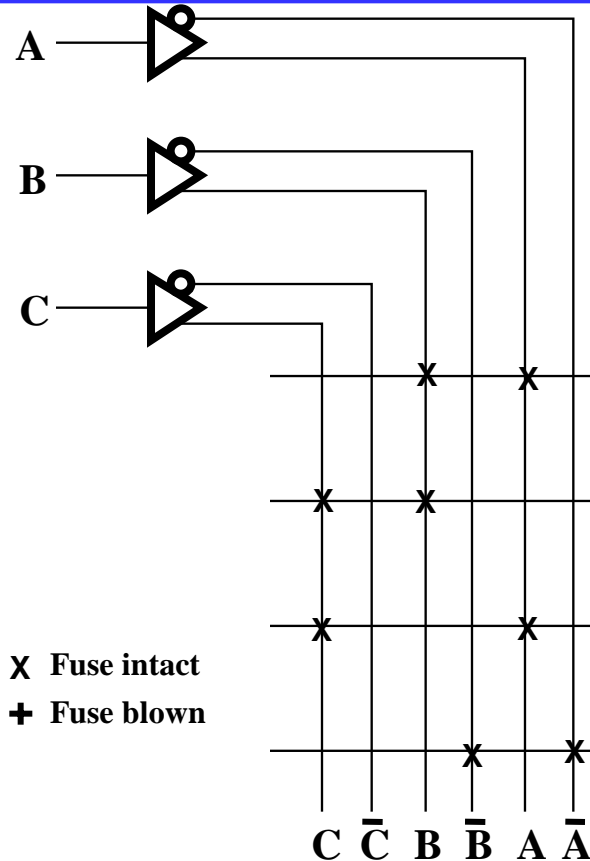 A
B
C
X X
X X
X X
X Fuse intact
+ Fuse blown
X X
C C̅ B B̅ A A̅